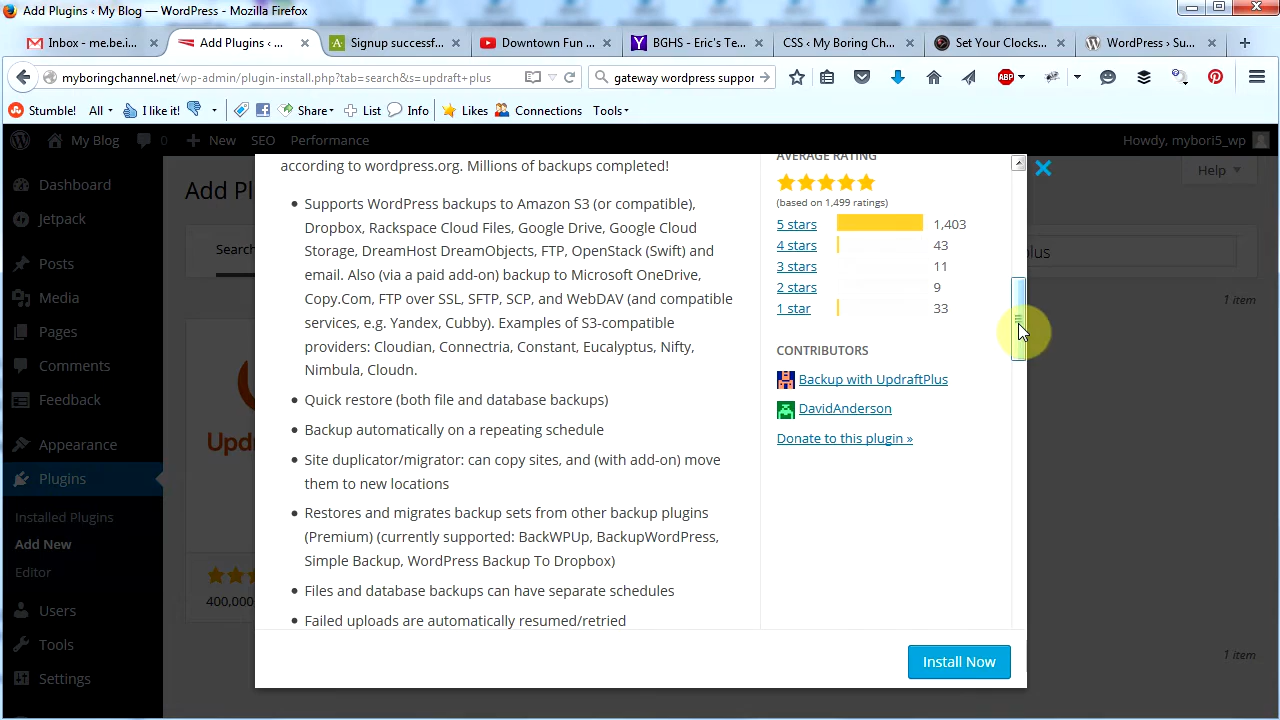 Add Plugins ‹ My Blog — WordPress - Mozilla Firefox
Inbox - me.be.i...
Add Plugins ‹ ...
Signup successf...
Downtown Fun ...
BGHS - Eric's Te...
CSS ‹ My Boring Ch...
Set Your Clocks...
WordPress › Su...
myboringchannel.net/wp-admin/plugin-install.php?tab=search&s=updraft+plus
gateway wordpress suppor
ABP
Stumble!
All
I like it!
Share
List
Info
Likes
Connections
Tools
My Blog
0
New
SEO
Performance
Howdy, mybori5_wp
Dashboard
Jetpack
Posts
Media
Pages
Comments
Feedback
Appearance
Plugins
Installed Plugins
Add New
Editor
Users
Tools
Settings
Add Pl
Help
Search
plus
1 item
Updr
400,000
1 item
according to wordpress.org. Millions of backups completed!
Supports WordPress backups to Amazon S3 (or compatible),
Dropbox, Rackspace Cloud Files, Google Drive, Google Cloud
Storage, DreamHost DreamObjects, FTP, OpenStack (Swift) and
email. Also (via a paid add-on) backup to Microsoft OneDrive,
Copy.Com, FTP over SSL, SFTP, SCP, and WebDAV (and compatible
services, e.g. Yandex, Cubby). Examples of S3-compatible
providers: Cloudian, Connectria, Constant, Eucalyptus, Nifty,
Nimbula, Cloudn.
Quick restore (both file and database backups)
Backup automatically on a repeating schedule
Site duplicator/migrator: can copy sites, and (with add-on) move
them to new locations
Restores and migrates backup sets from other backup plugins
(Premium) (currently supported: BackWPUp, BackupWordPress,
Simple Backup, WordPress Backup To Dropbox)
Files and database backups can have separate schedules
Failed uploads are automatically resumed/retried
AVERAGE RATING
(based on 1,499 ratings)
5 stars 1,403
4 stars 43
3 stars 11
2 stars 9
1 star 33
CONTRIBUTORS
Backup with UpdraftPlus
DavidAnderson
Donate to this plugin »
Install Now